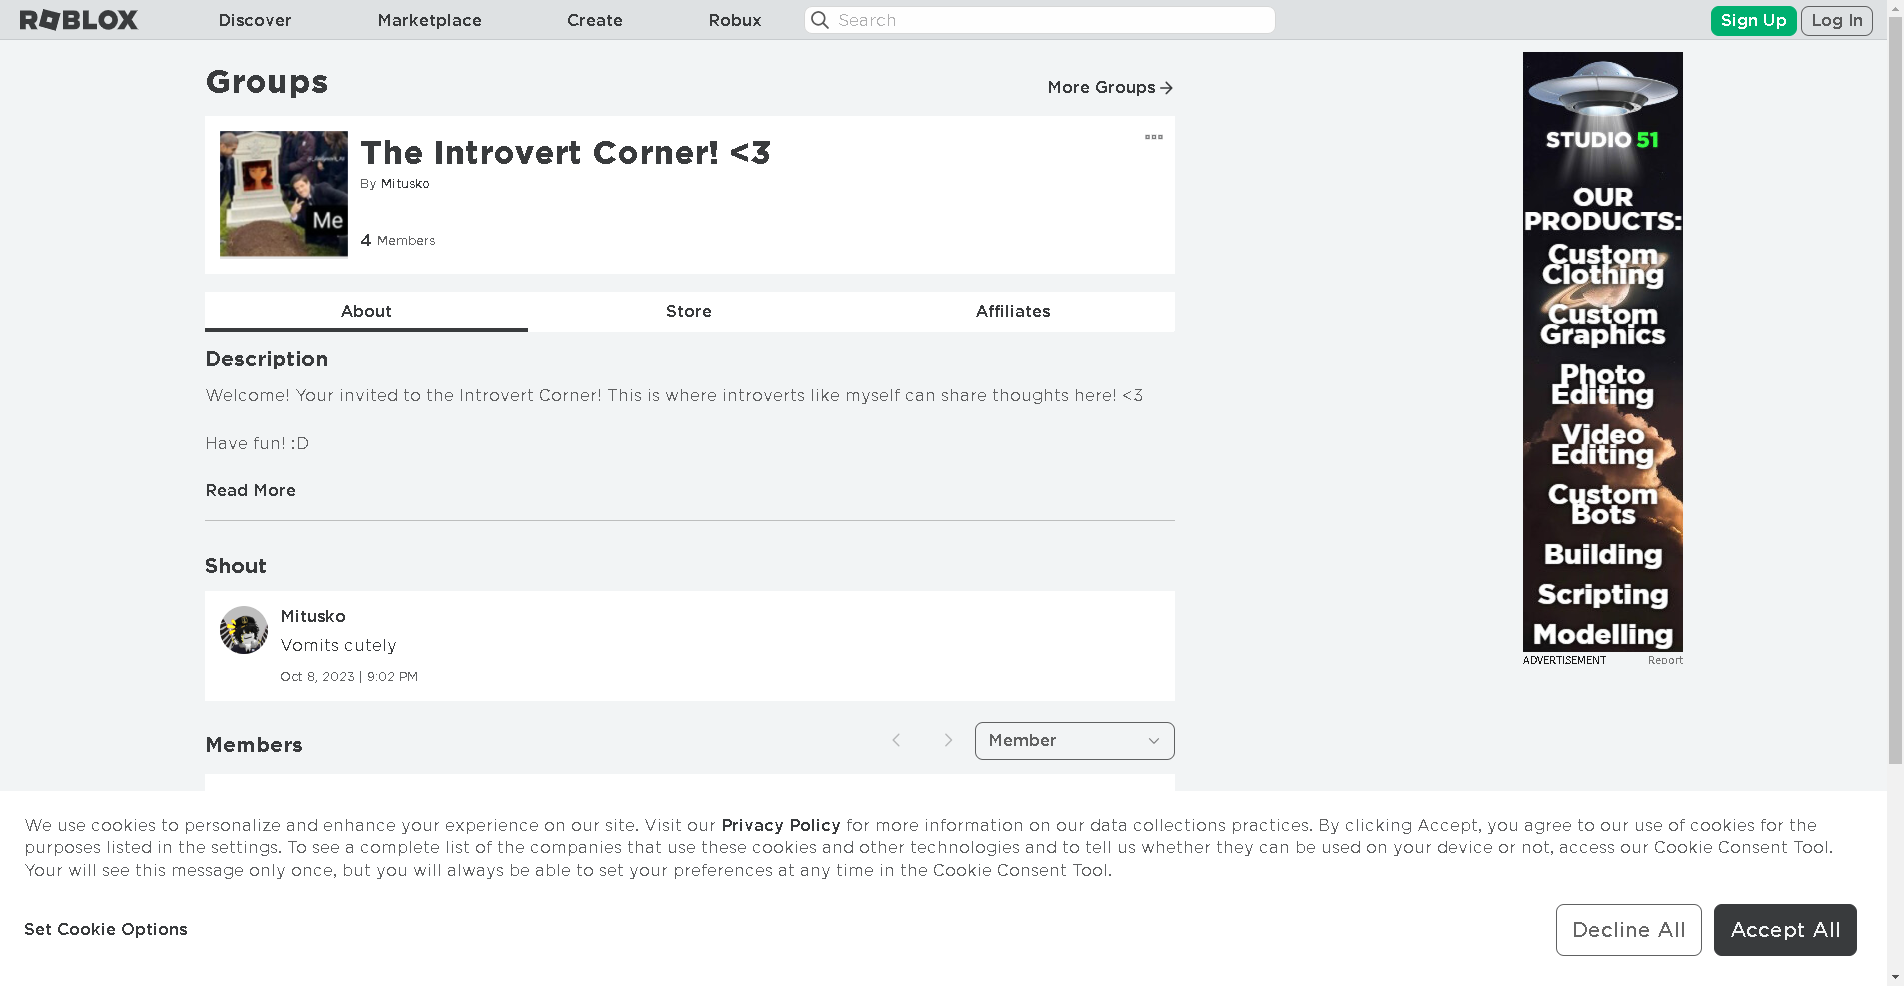 ROBLOX
Discover
Marketplace
Create
Robux
Search
Sign Up
Log In
Groups
More Groups
The Introvert Corner! <3
By Mitusko
4 Members
Me
About
Store
Affiliates
Description
Welcome! Your invited to the Introvert Corner! This is where introverts like myself can share thoughts here! <3
Have fun! :D
Read More
Shout
Mitusko
Vomits cutely
Oct 8, 2023 | 9:02 PM
Members
Member
STUDIO 51
OUR
PRODUCTS:
Custom
Clothing
Custom
Graphics
Photo
Editing
Video
Editing
Custom
Bots
Building
Scripting
Modelling
ADVERTISEMENT
Report
We use cookies to personalize and enhance your experience on our site. Visit our Privacy Policy for more information on our data collections practices. By clicking Accept, you agree to our use of cookies for the
purposes listed in the settings. To see a complete list of the companies that use these cookies and other technologies and to tell us whether they can be used on your device or not, access our Cookie Consent Tool.
Your will see this message only once, but you will always be able to set your preferences at any time in the Cookie Consent Tool.
Set Cookie Options
Decline All
Accept All